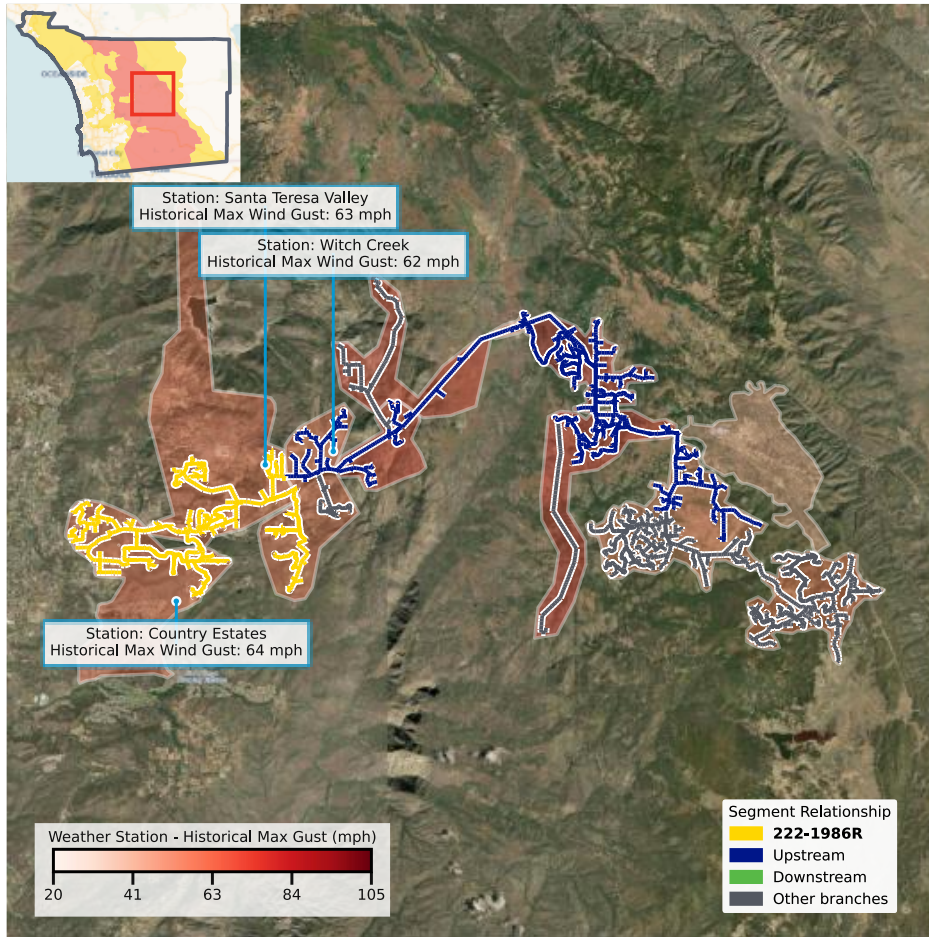 OCEANSIDE
Station: Santa Teresa Valley
Historical Max Wind Gust: 63 mph
Station: Witch Creek
Historical Max Wind Gust: 62 mph
Station: Country Estates
Historical Max Wind Gust: 64 mph
Weather Station - Historical Max Gust (mph)
20 41 63 84 105
Segment Relationship
222-1986R
Upstream
Downstream
Other branches